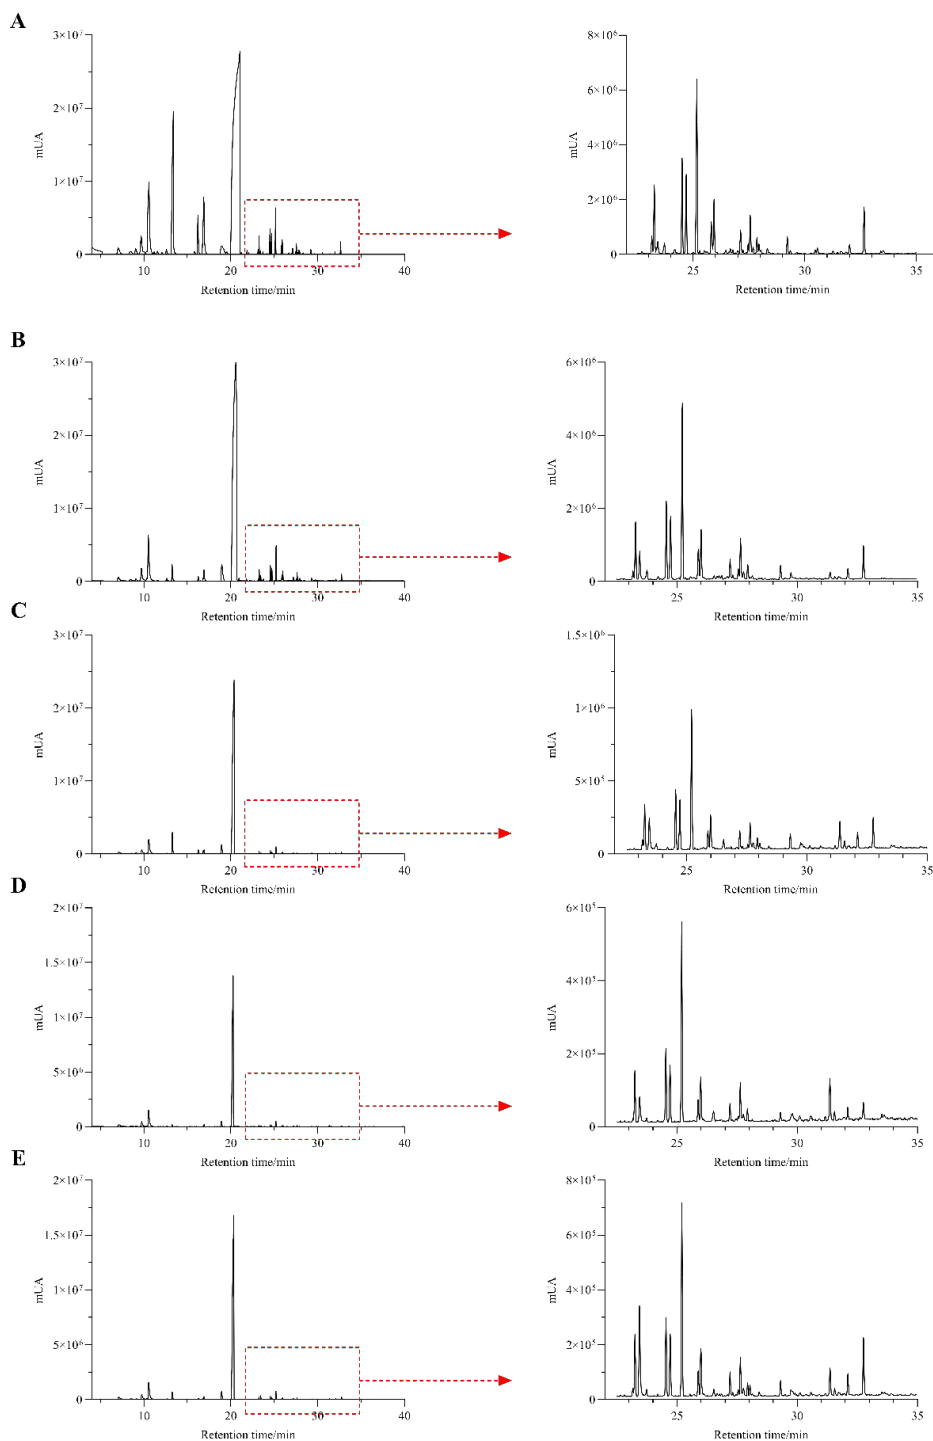 A
3×10⁷
2×10⁷
1×10⁷
0
mUA
10 20 30 40
Retention time/min
8×10⁶
6×10⁶
4×10⁶
2×10⁶
0
mUA
25 30 35
Retention time/min
B
3×10⁷
2×10⁷
1×10⁷
0
mUA
10 20 30 40
Retention time/min
6×10⁶
4×10⁶
2×10⁶
0
mUA
25 30 35
Retention time/min
C
3×10⁷
2×10⁷
1×10⁷
0
mUA
10 20 30 40
Retention time/min
1.5×10⁶
1×10⁶
5×10⁵
0
mUA
25 30 35
Retention time/min
D
2×10⁷
1.5×10⁷
1×10⁷
5×10⁶
0
mUA
10 20 30 40
Retention time/min
6×10⁵
4×10⁵
2×10⁵
0
mUA
25 30 35
Retention time/min
E
2×10⁷
1.5×10⁷
1×10⁷
5×10⁶
0
mUA
10 20 30 40
Retention time/min
8×10⁵
6×10⁵
4×10⁵
2×10⁵
0
mUA
25 30 35
Retention time/min